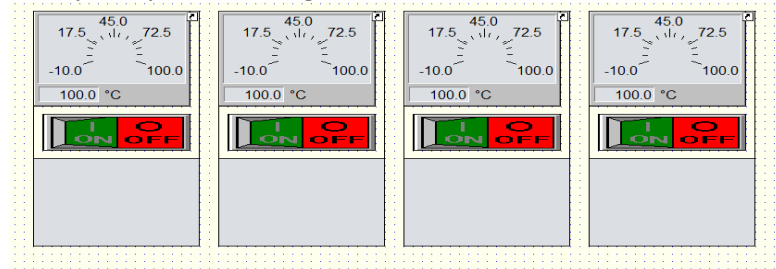 45.0 45.0 45.0 45.0
17.5 72.5 17.5 72.5 17.5 72.5 17.5 72.5
-10.0 100.0 -10.0 100.0 -10.0 100.0 -10.0 100.0
100.0 °C 100.0 °C 100.0 °C 100.0 °C
I O I O I O I O
ON OFF ON OFF ON OFF ON OFF